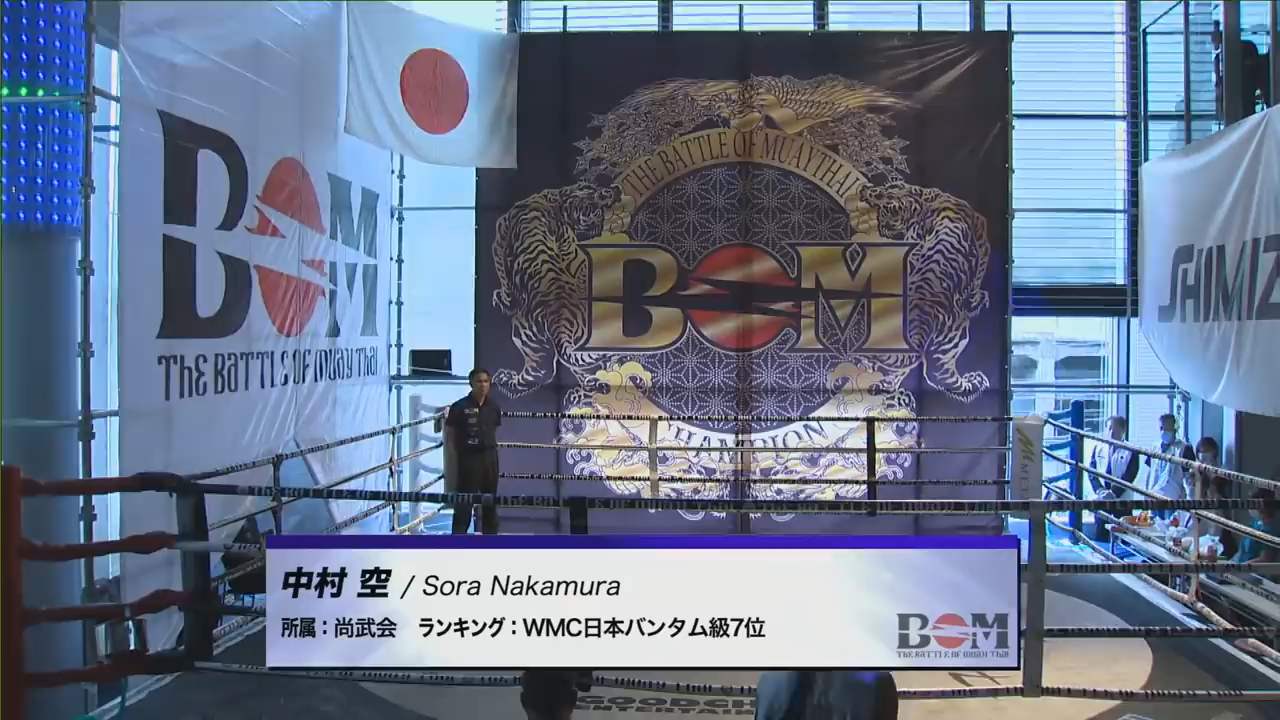 BOM
THE BATTLE OF MUAY THAI
THE BATTLE OF MUAYTHAI
BOM
CHAMPION
SHIMIZ
中村 空 / Sora Nakamura
所属：尚武会 ランキング：WMC日本バンタム級7位
BOM
THE BATTLE OF MUAY THAI
GOODCH
ENTERTAIN